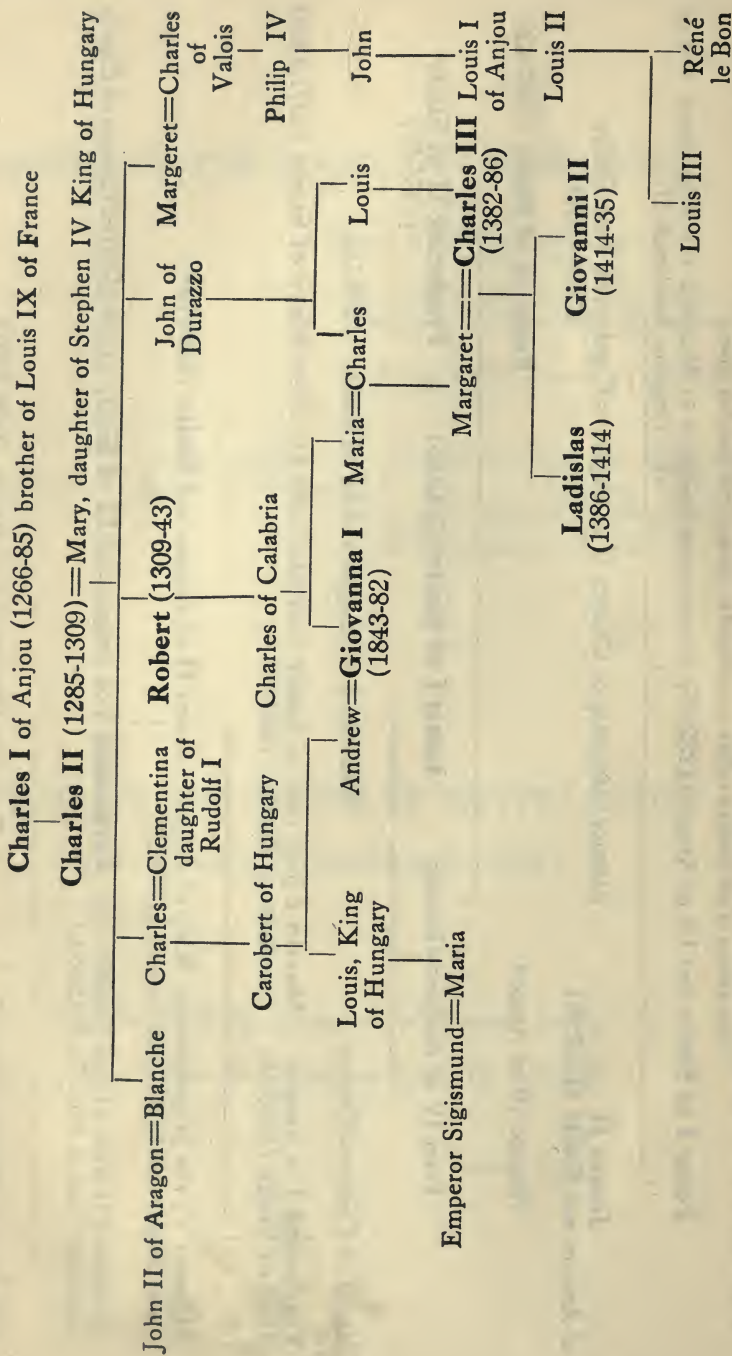 Charles I of Anjou (1266-85) brother of Louis IX of France
Charles II (1285-1309)==Mary, daughter of Stephen IV King of Hungary
John II of Aragon==Blanche
Charles==Clementina
daughter of
Rudolf I
Robert (1309-43)
John of
Durazzo
Margeret==Charles
of
Valois
Carobert of Hungary
Charles of Calabria
Philip IV
Louis, King
of Hungary
Andrew==Giovanna I
(1843-82)
Maria==Charles
Louis
John
Emperor Sigismund==Maria
Margaret===Charles III
(1382-86)
Louis I
of Anjou
Ladislas
(1386-1414)
Giovanni II
(1414-35)
Louis II
Louis III
Réné
le Bon